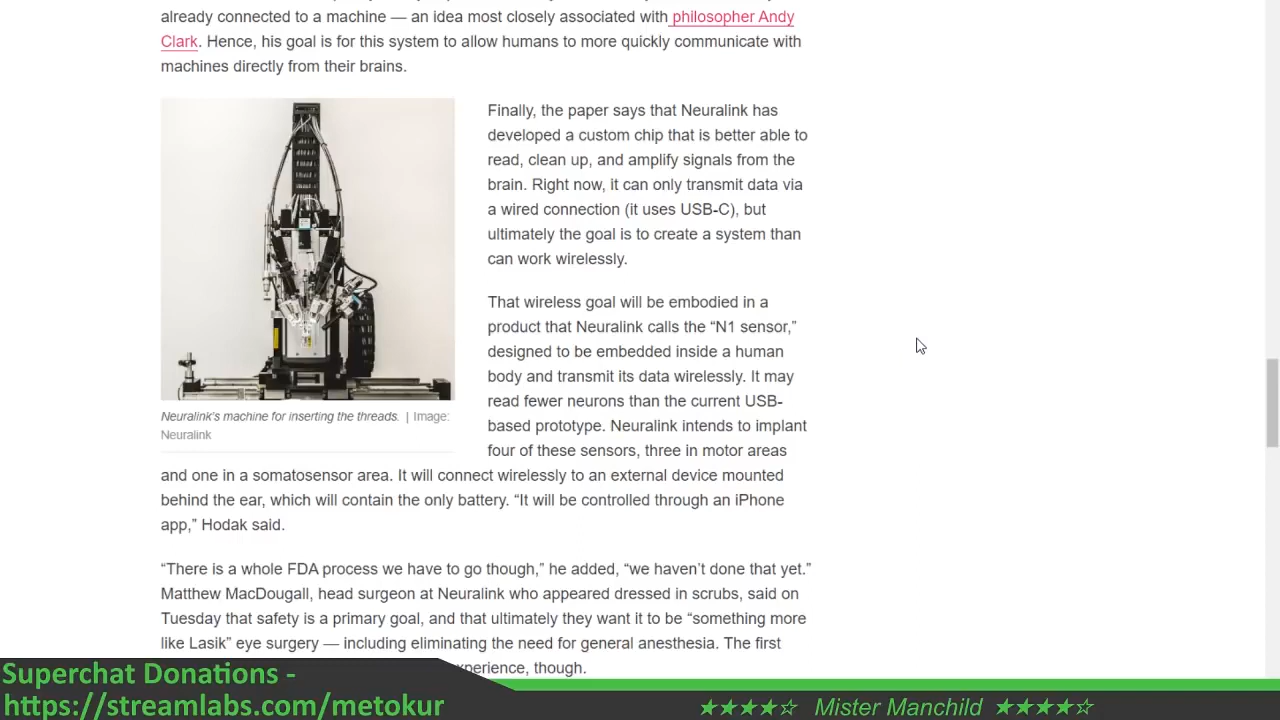 already connected to a machine — an idea most closely associated with philosopher Andy
Clark. Hence, his goal is for this system to allow humans to more quickly communicate with
machines directly from their brains.
Finally, the paper says that Neuralink has
developed a custom chip that is better able to
read, clean up, and amplify signals from the
brain. Right now, it can only transmit data via
a wired connection (it uses USB-C), but
ultimately the goal is to create a system than
can work wirelessly.
That wireless goal will be embodied in a
product that Neuralink calls the “N1 sensor,”
designed to be embedded inside a human
body and transmit its data wirelessly. It may
read fewer neurons than the current USB-
based prototype. Neuralink intends to implant
four of these sensors, three in motor areas
Neuralink's machine for inserting the threads. | Image:
Neuralink
and one in a somatosensor area. It will connect wirelessly to an external device mounted
behind the ear, which will contain the only battery. “It will be controlled through an iPhone
app,” Hodak said.
“There is a whole FDA process we have to go though,” he added, “we haven’t done that yet.”
Matthew MacDougall, head surgeon at Neuralink who appeared dressed in scrubs, said on
Tuesday that safety is a primary goal, and that ultimately they want it to be “something more
like Lasik” eye surgery — including eliminating the need for general anesthesia. The first
xperience, though.
Superchat Donations -
https://streamlabs.com/metokur
★★★★☆ Mister Manchild ★★★★☆